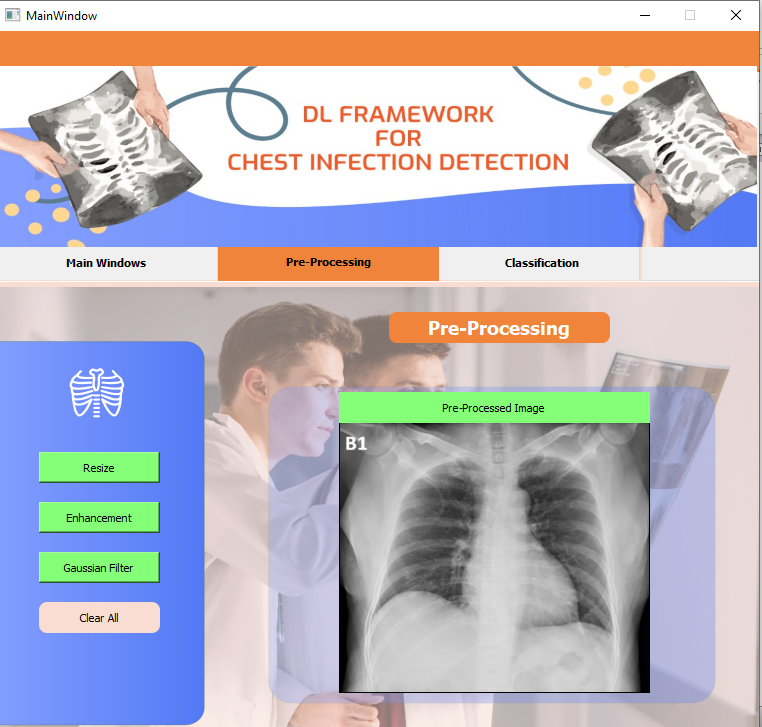 MainWindow
DL FRAMEWORK
FOR
CHEST INFECTION DETECTION
Main Windows
Pre-Processing
Classification
Pre-Processing
Pre-Processed Image
B1
Resize
Enhancement
Gaussian Filter
Clear All